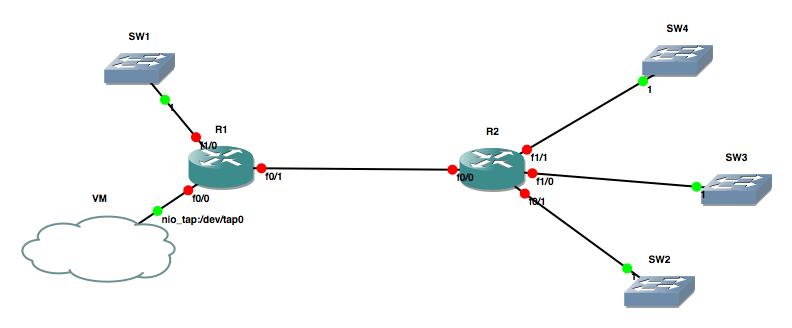 SW4
SW1
1
1
R1
f1/0
R2
f1/1
SW3
f0/1
f0/0
f1/0
1
VM
f0/0
f0/1
nio_tap:/dev/tap0
SW2
1